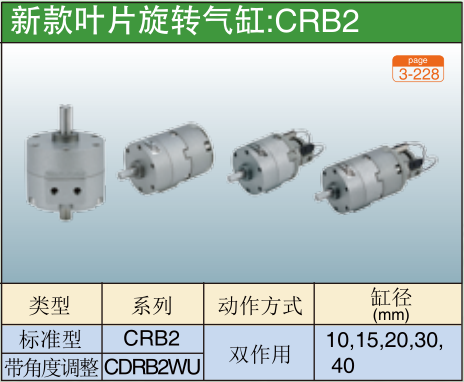 新款叶片旋转气缸:CRB2
page
3-228
类型 系列 动作方式 缸径
(mm)
标准型 CRB2 双作用 10,15,20,30,
40
带角度调整 CDRB2WU